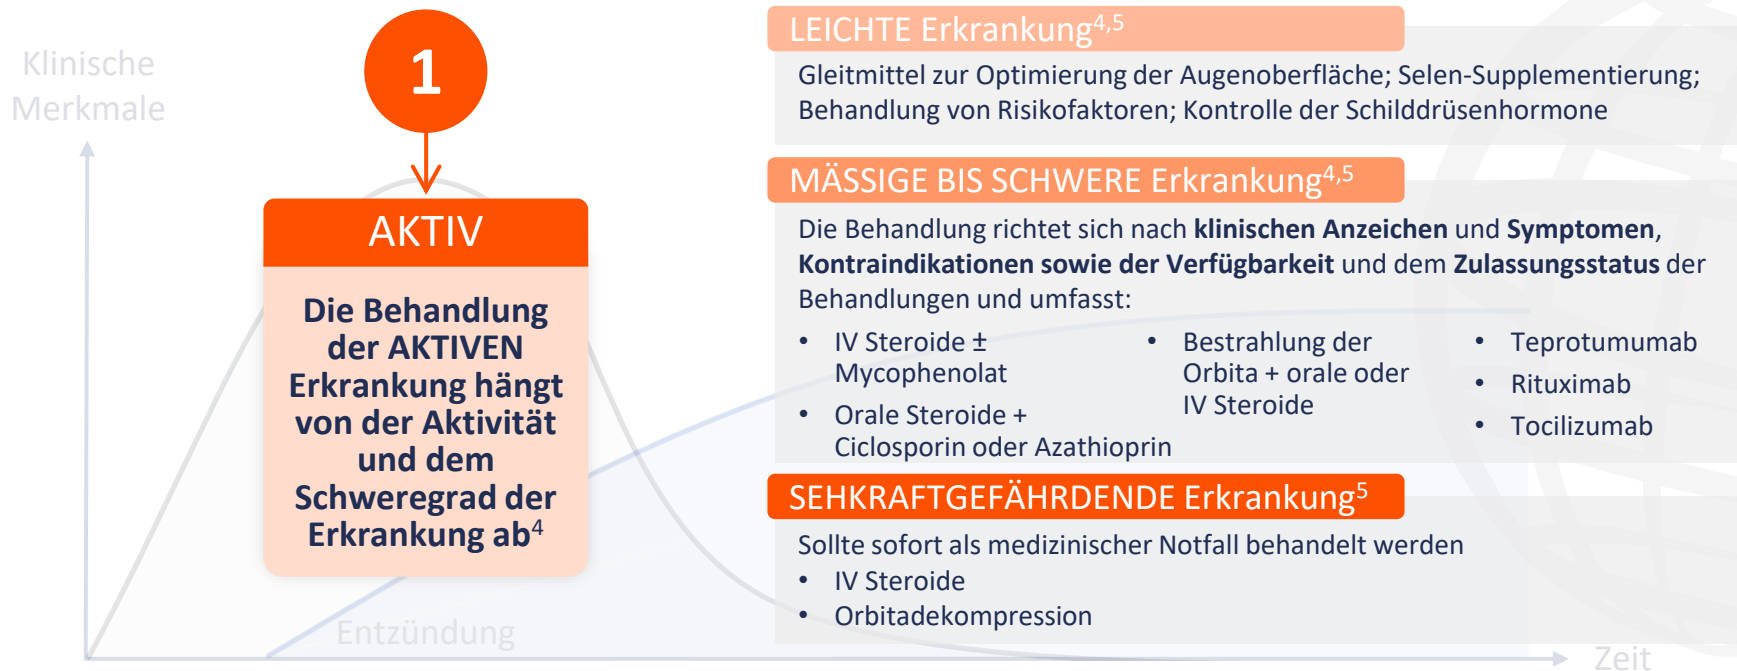 Klinische
Merkmale
1
AKTIV
Die Behandlung
der AKTIVEN
Erkrankung hängt
von der Aktivität
und dem
Schweregrad der
Erkrankung ab4
Entzündung
Zeit
LEICHTE Erkrankung4,5
Gleitmittel zur Optimierung der Augenoberfläche; Selen-Supplementierung;
Behandlung von Risikofaktoren; Kontrolle der Schilddrüsenhormone
MÄSSIGE BIS SCHWERE Erkrankung4,5
Die Behandlung richtet sich nach klinischen Anzeichen und Symptomen,
Kontraindikationen sowie der Verfügbarkeit und dem Zulassungsstatus der
Behandlungen und umfasst:
• IV Steroide ±
Mycophenolat
• Orale Steroide +
Ciclosporin oder Azathioprin
• Bestrahlung der
Orbita + orale oder
IV Steroide
• Teprotumumab
• Rituximab
• Tocilizumab
SEHKRAFTGEFÄHRDENDE Erkrankung5
Sollte sofort als medizinischer Notfall behandelt werden
• IV Steroide
• Orbitadekompression